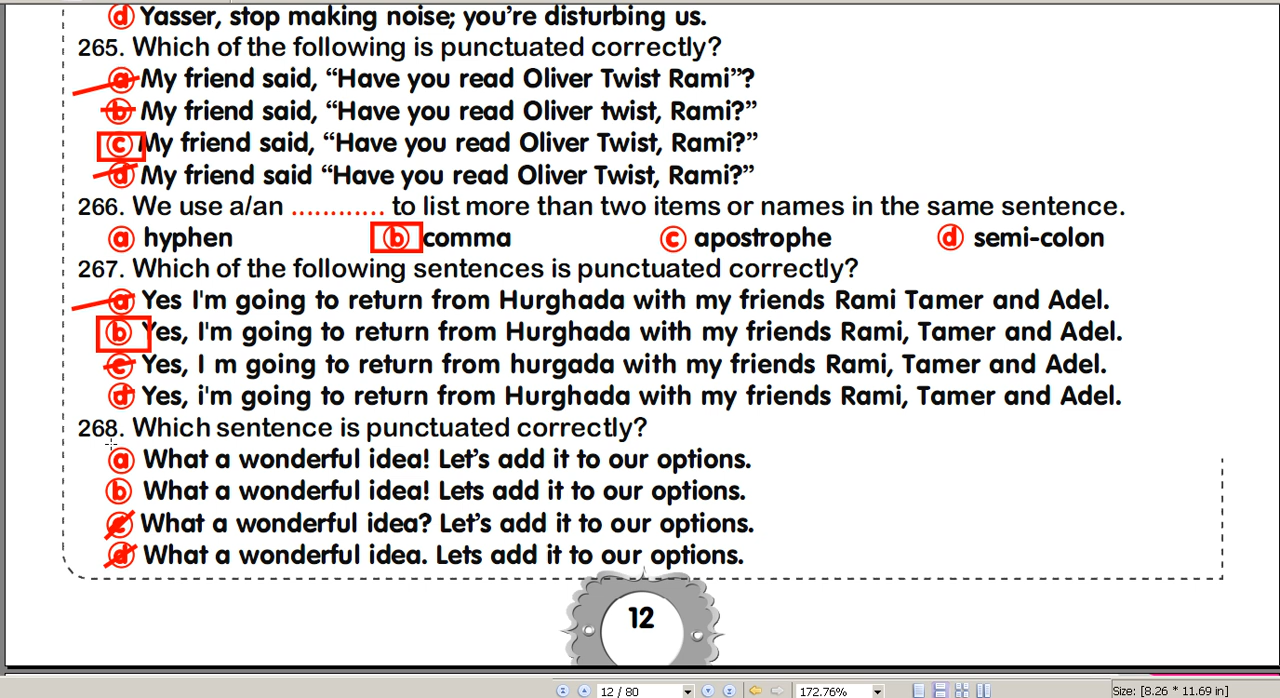 d Yasser, stop making noise; you're disturbing us.
265. Which of the following is punctuated correctly?
a My friend said, “Have you read Oliver Twist Rami”?
b My friend said, “Have you read Oliver twist, Rami?”
c My friend said, “Have you read Oliver Twist, Rami?”
d My friend said “Have you read Oliver Twist, Rami?”
266. We use a/an ............ to list more than two items or names in the same sentence.
a hyphen b comma c apostrophe d semi-colon
267. Which of the following sentences is punctuated correctly?
a Yes I'm going to return from Hurghada with my friends Rami Tamer and Adel.
b Yes, I'm going to return from Hurghada with my friends Rami, Tamer and Adel.
c Yes, I m going to return from hurgada with my friends Rami, Tamer and Adel.
d Yes, i'm going to return from Hurghada with my friends Rami, Tamer and Adel.
268. Which sentence is punctuated correctly?
a What a wonderful idea! Let's add it to our options.
b What a wonderful idea! Lets add it to our options.
c What a wonderful idea? Let's add it to our options.
d What a wonderful idea. Lets add it to our options.
12
12 / 80 172.76% Size: [8.26 * 11.69 in]